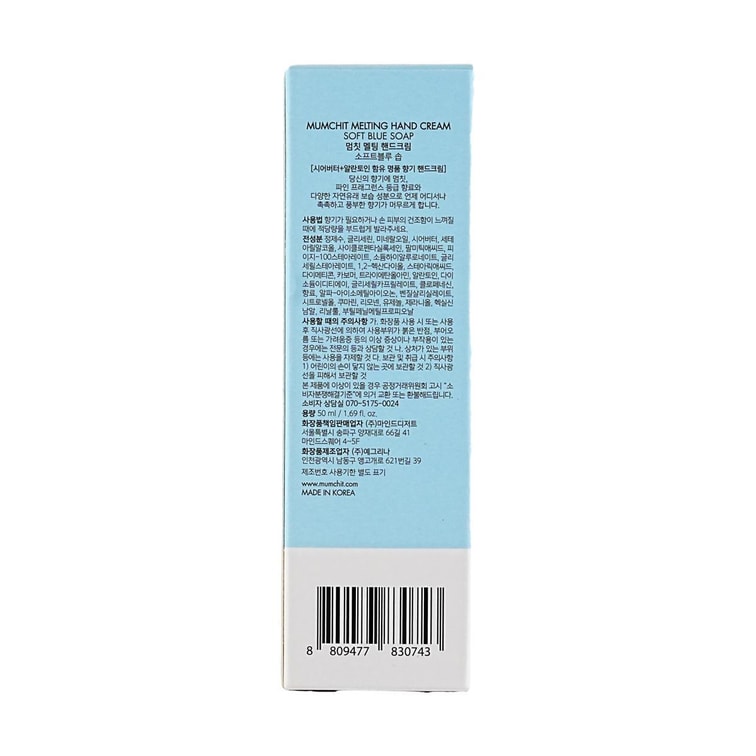 MUMCHIT MELTING HAND CREAM
SOFT BLUE SOAP
멈칫 멜팅 핸드크림
소프트블루 솝
[시어버터+알란토인 함유 명품 향기 핸드크림]
당신의 향기에 멈칫,
파인 프래그런스 등급 향료와
다양한 자연유래 보습 성분으로 언제 어디서나
촉촉하고 풍부한 향기가 머무르게 합니다.
사용법 향기가 필요하거나 손 피부의 건조함이 느껴질
때에 적당량을 부드럽게 발라주세요.
전성분 정제수, 글리세린, 미네랄오일, 시어버터, 세테
아릴알코올, 사이클로펜타실록세인, 팔미틱애씨드, 피
이지-100스테아레이트, 소듐하이알루로네이트, 글리
세릴스테아레이트, 1,2-헥산다이올, 스테아릭애씨드,
다이메티콘, 카보머, 트라이에탄올아민, 알란토인, 다이
소듐이디티에이, 글리세릴카프릴레이트, 클로페네신,
향료, 알파-아이소메틸아이오논, 벤질살리실레이트,
시트로넬올, 쿠마린, 리모넨, 유제놀, 제라니올, 헥실신
남알, 리날룰, 부틸페닐메틸프로피오날
사용할 때의 주의사항 가. 화장품 사용 시 또는 사용
후 직사광선에 의하여 사용부위가 붉은 반점, 부어오
름 또는 가려움증 등의 이상 증상이나 부작용이 있는
경우에는 전문의 등과 상담할 것 나. 상처가 있는 부위
등에는 사용을 자제할 것 다. 보관 및 취급 시 주의사항
1) 어린이의 손이 닿지 않는 곳에 보관할 것 2) 직사광
선을 피해서 보관할 것
본 제품에 이상이 있을 경우 공정거래위원회 고시 "소
비자분쟁해결기준"에 의거 교환 또는 환불해드립니다.
소비자 상담실 070-5175-0024
용량 50 ml / 1.69 fl. oz.
화장품책임판매업자 (주)마인드디자트
서울특별시 송파구 양재대로 66길 41
마인드스퀘어 4-5F
화장품제조업자 (주)예그리나
인천광역시 남동구 앵고개로 621번길 39
제조번호 사용기한 별도 표기
www.mumchit.com
MADE IN KOREA
8 809477 830743